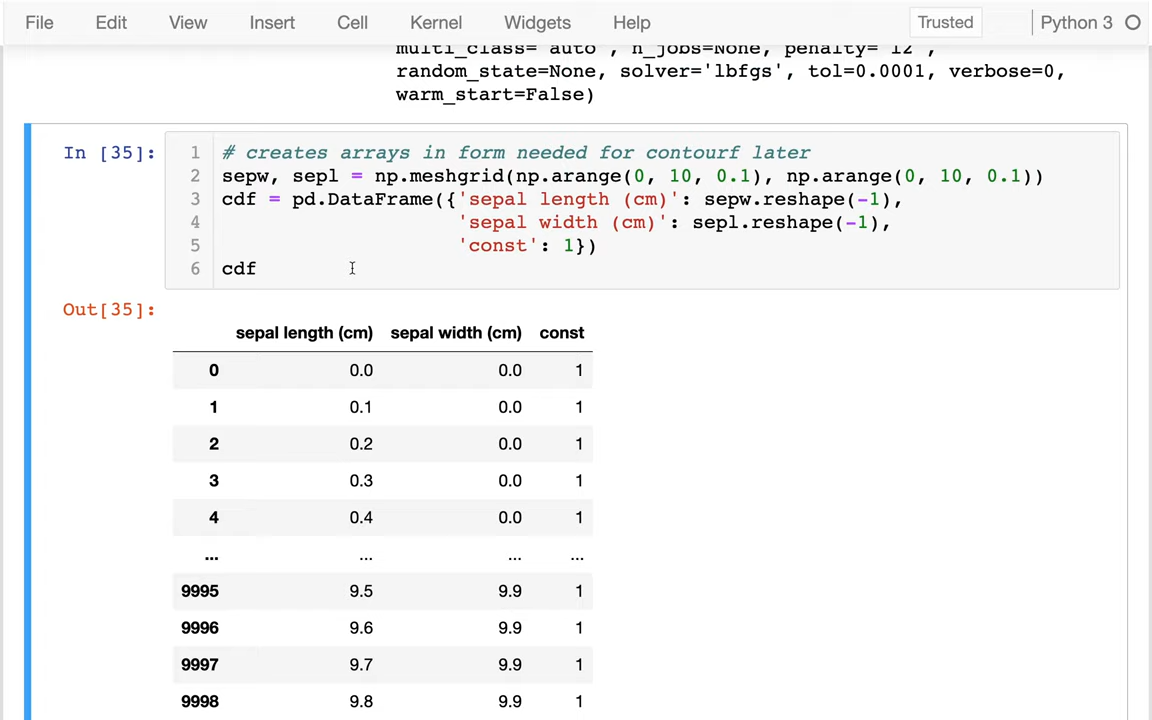 File Edit View Insert Cell Kernel Widgets Help Trusted Python 3
multi_class='auto', n_jobs=None, penalty='l2',
random_state=None, solver='lbfgs', tol=0.0001, verbose=0,
warm_start=False)
In [35]:
1 # creates arrays in form needed for contourf later
2 sepw, sepl = np.meshgrid(np.arange(0, 10, 0.1), np.arange(0, 10, 0.1))
3 cdf = pd.DataFrame({'sepal length (cm)': sepw.reshape(-1),
4 'sepal width (cm)': sepl.reshape(-1),
5 'const': 1})
6 cdf
Out[35]:
sepal length (cm) sepal width (cm) const
0 0.0 0.0 1
1 0.1 0.0 1
2 0.2 0.0 1
3 0.3 0.0 1
4 0.4 0.0 1
... ... ... ...
9995 9.5 9.9 1
9996 9.6 9.9 1
9997 9.7 9.9 1
9998 9.8 9.9 1